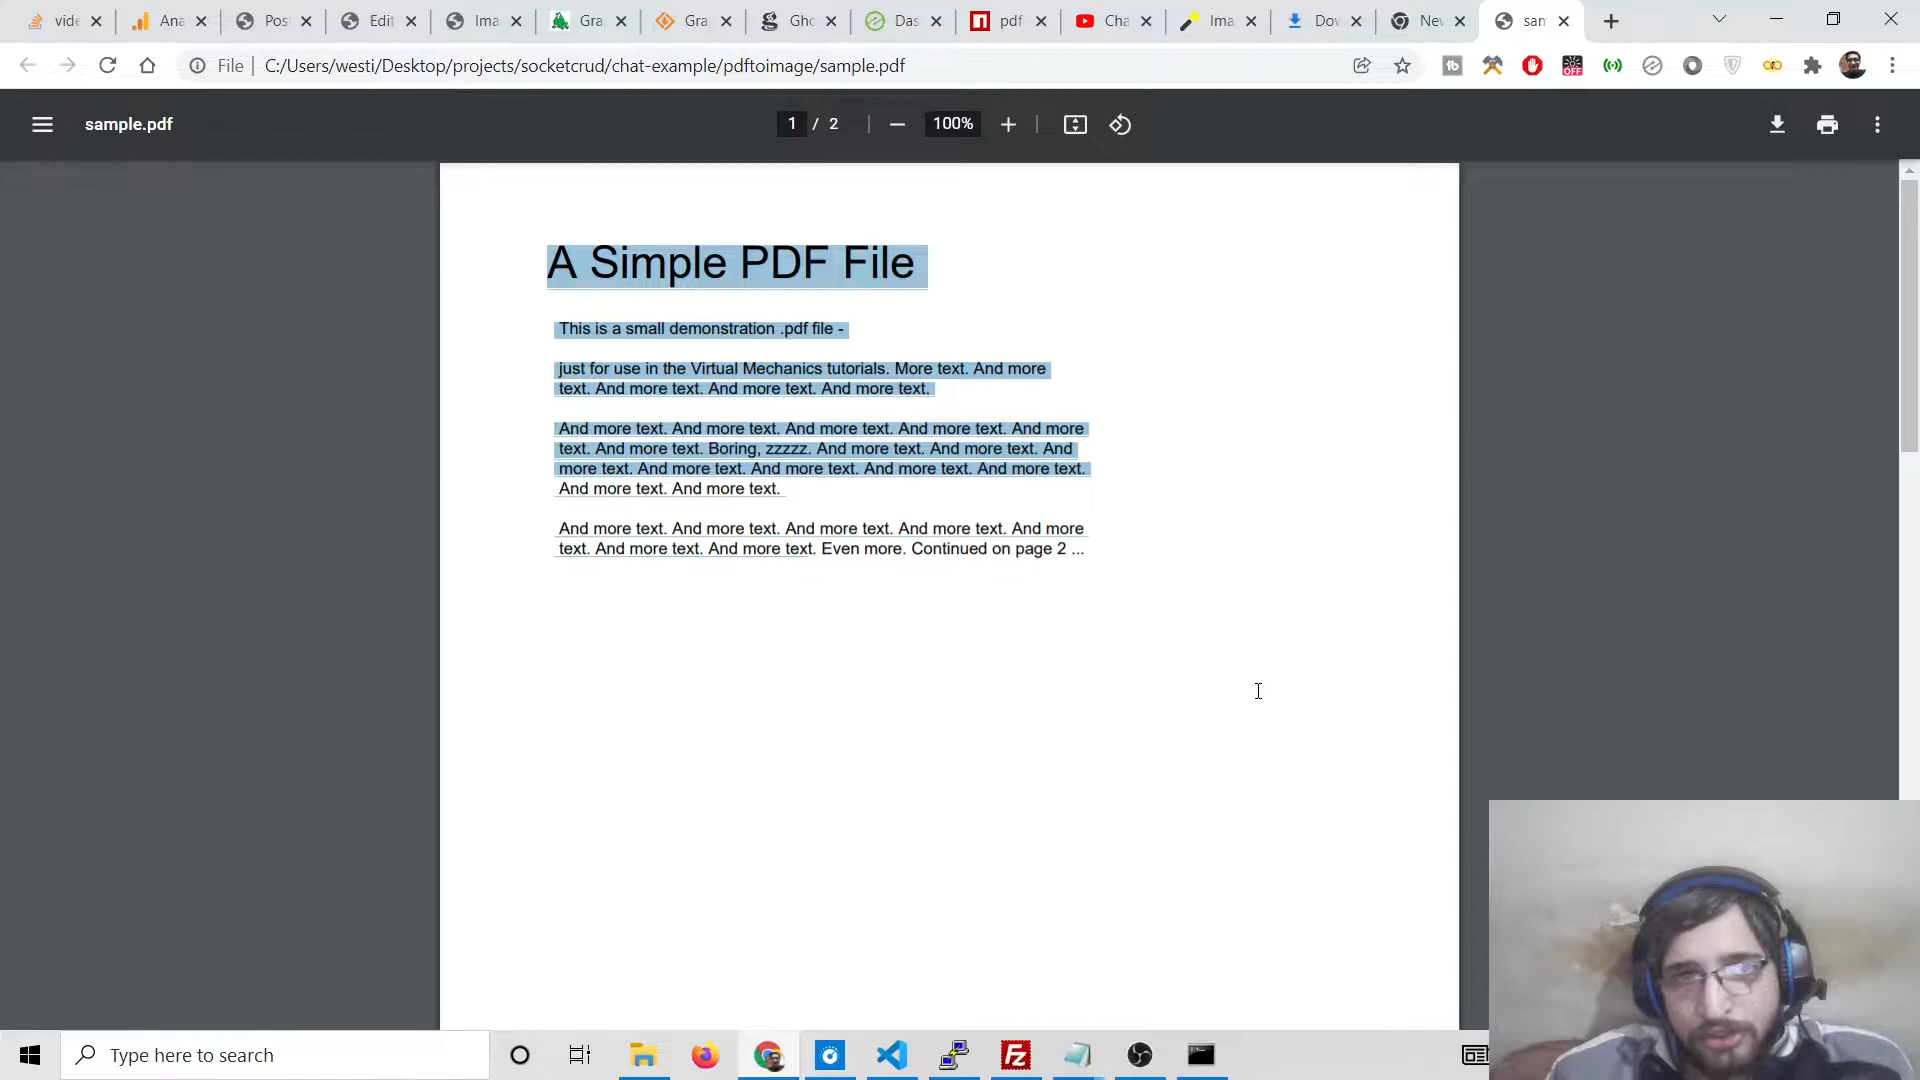 vide
Ana
Pos
Edit
Ima
Gra
Gra
Gho
Das
pdf
Cha
Ima
Dov
Nev
sam
File
C:/Users/westi/Desktop/projects/socketcrud/chat-example/pdftoimage/sample.pdf
tb
OFF
sample.pdf
1 / 2
100%
A Simple PDF File
This is a small demonstration .pdf file -
just for use in the Virtual Mechanics tutorials. More text. And more
text. And more text. And more text. And more text.
And more text. And more text. And more text. And more text. And more
text. And more text. Boring, zzzzz. And more text. And more text. And
more text. And more text. And more text. And more text. And more text.
And more text. And more text.
And more text. And more text. And more text. And more text. And more
text. And more text. And more text. Even more. Continued on page 2 ...
Type here to search
Fz